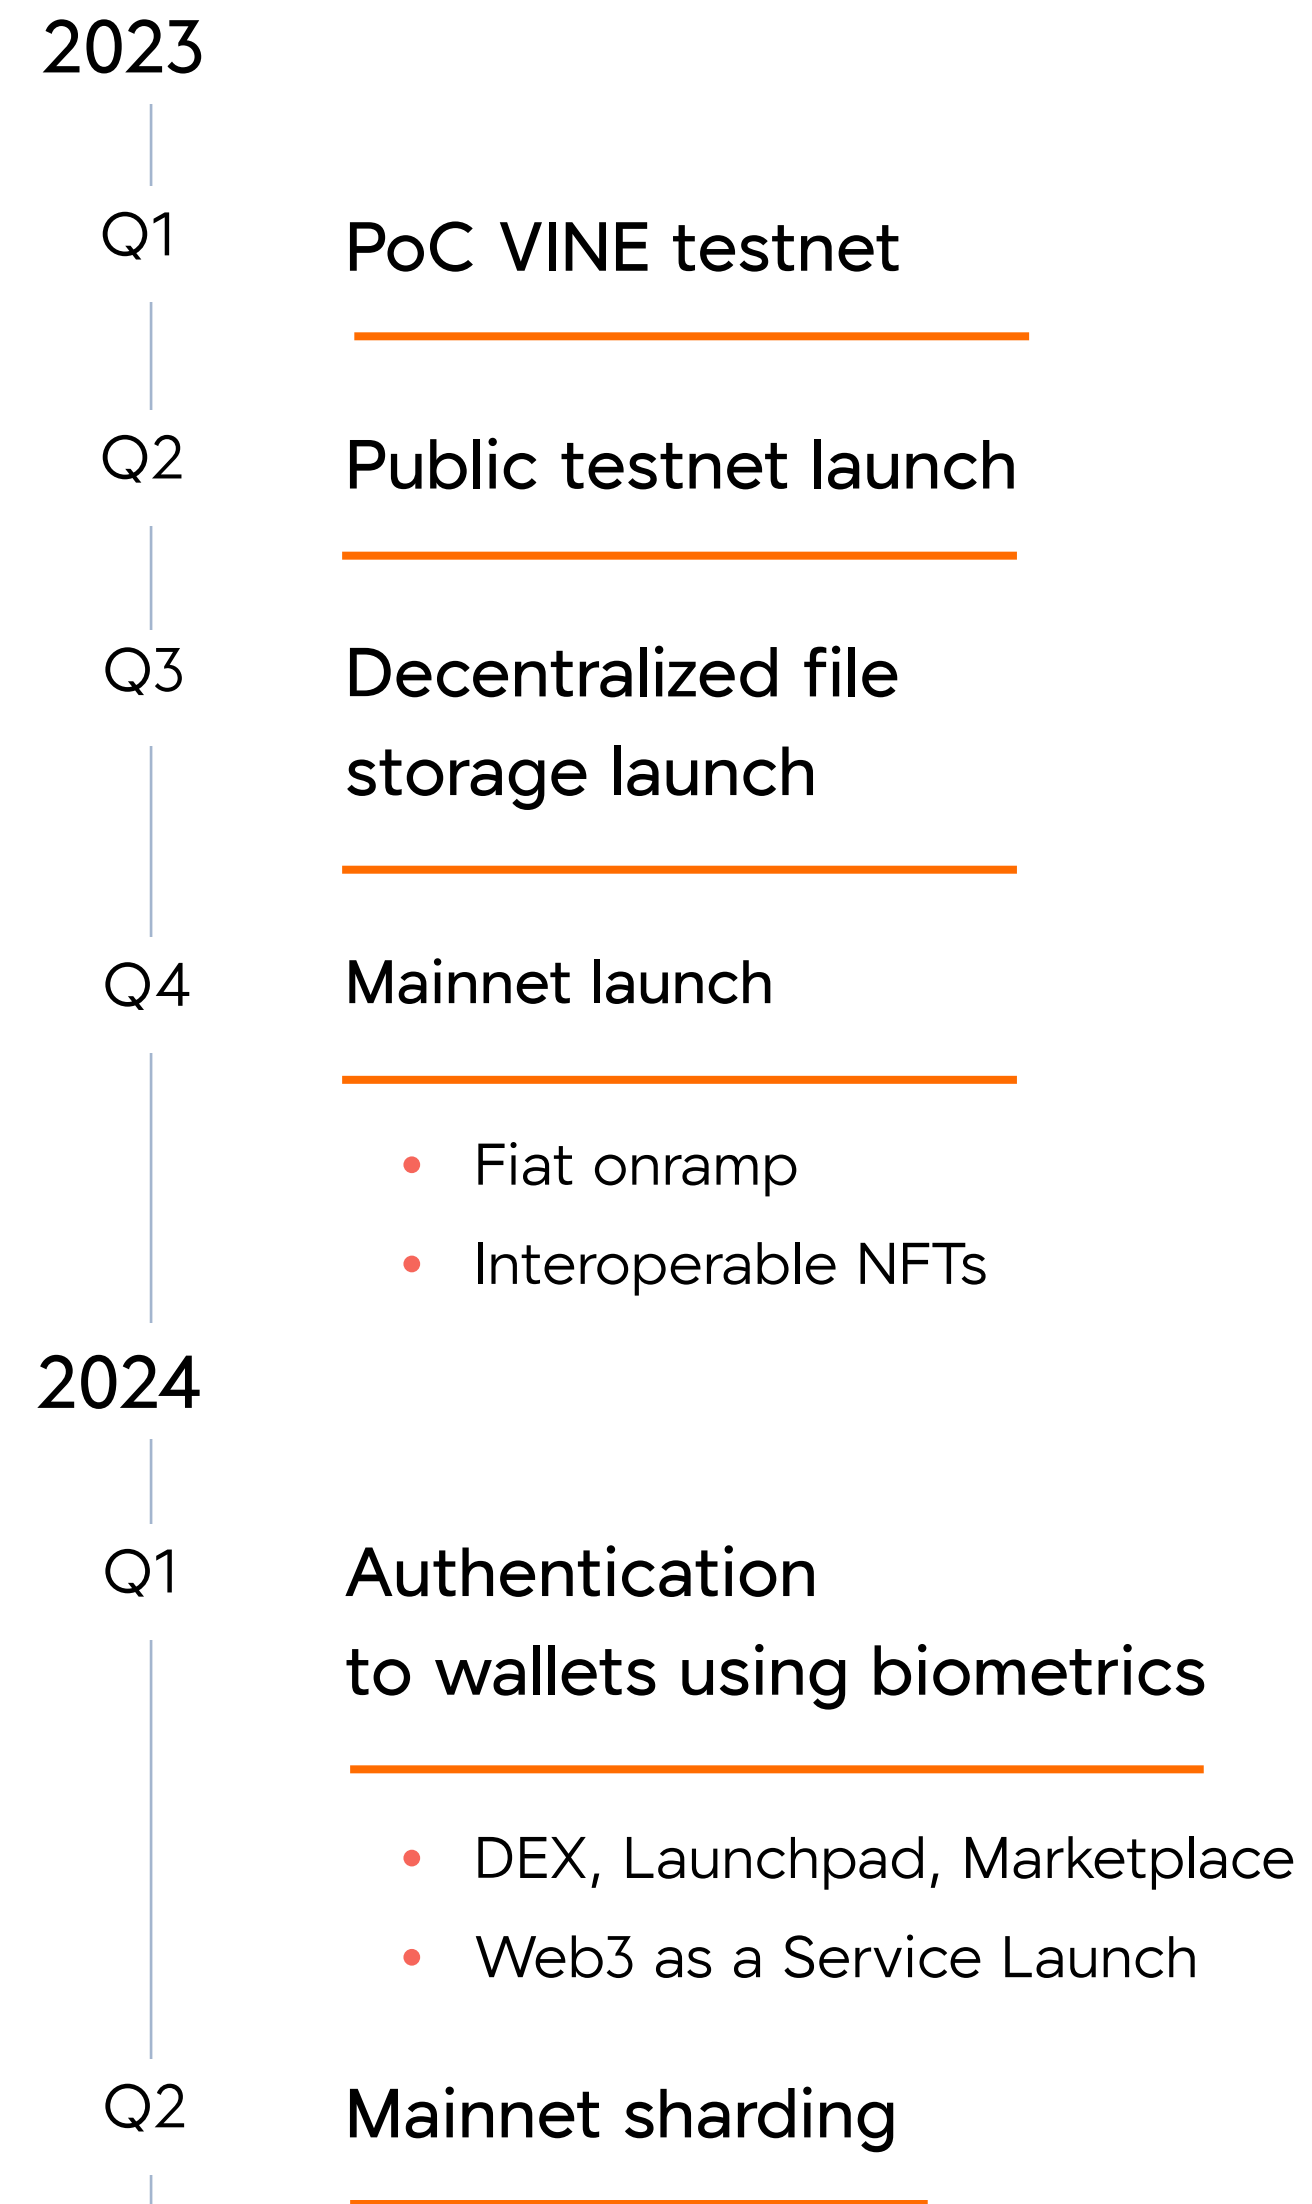 2023
Q1
PoC VINE testnet
Q2
Public testnet launch
Q3
Decentralized file
storage launch
Q4
Mainnet launch
• Fiat onramp
• Interoperable NFTs
2024
Q1
Authentication
to wallets using biometrics
• DEX, Launchpad, Marketplace
• Web3 as a Service Launch
Q2
Mainnet sharding